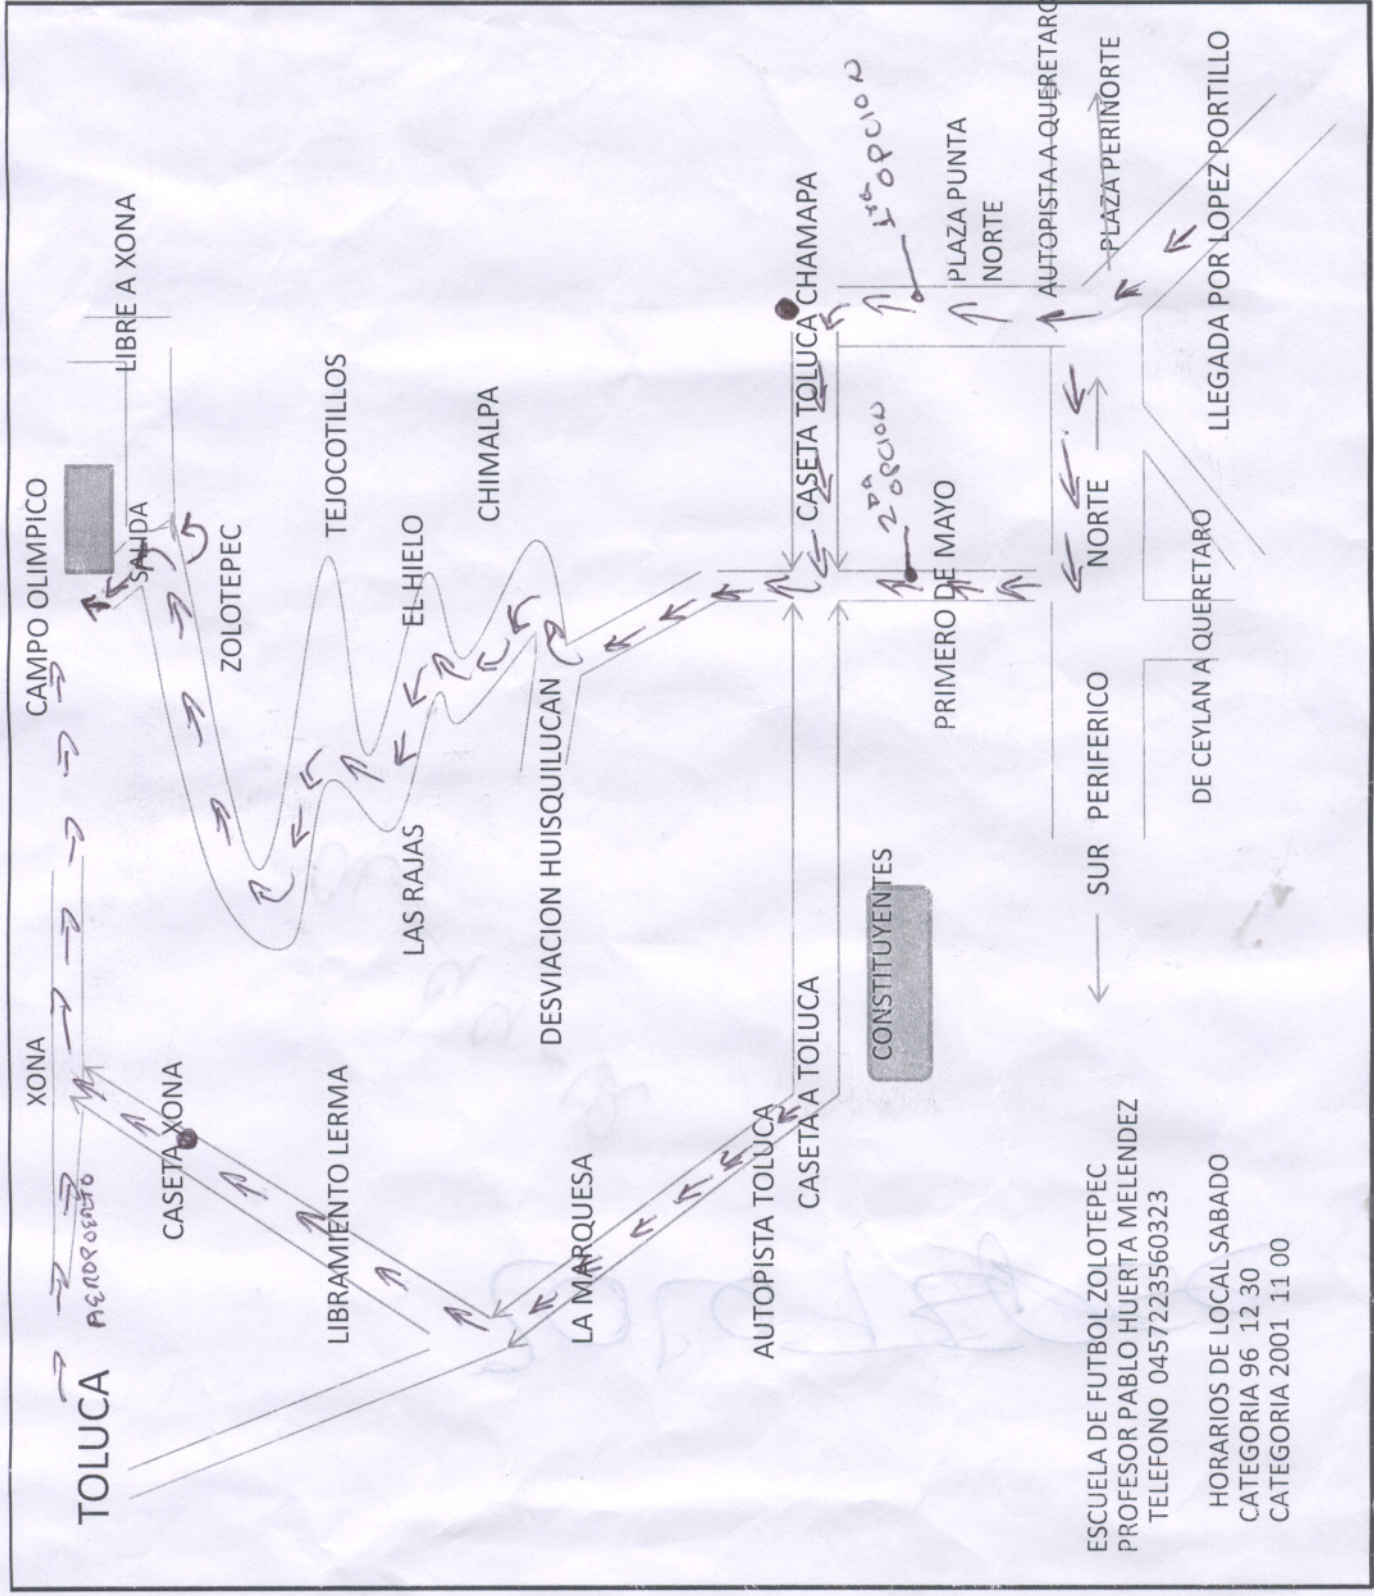 XONA
CAMPO OLIMPICO
TOLUCA
AEROPUERTO
SALIDA
LIBRE A XONA
CASETA XONA
ZOLOTEPEC
LIBRAMIENTO LERMA
TEJOCOTILLOS
LAS RAJAS
EL HIELO
CHIMALPA
DESVIACION HUISQUILUCAN
LA MARQUESA
AUTOPISTA TOLUCA
CASETA A TOLUCA
CASETA TOLUCA CHAMAPA
CONSTITUYENTES
2DA OPCION
1RA OPCION
PRIMERO DE MAYO
PLAZA PUNTA
NORTE
AUTOPISTA A QUERETARO
SUR PERIFERICO
NORTE
PLAZA PERINORTE
DE CEYLAN A QUERETARO
LLEGADA POR LOPEZ PORTILLO
ESCUELA DE FUTBOL ZOLOTEPEC
PROFESOR PABLO HUERTA MELENDEZ
TELEFONO 0457223560323
HORARIOS DE LOCAL SABADO
CATEGORIA 96 12 30
CATEGORIA 2001 11 00